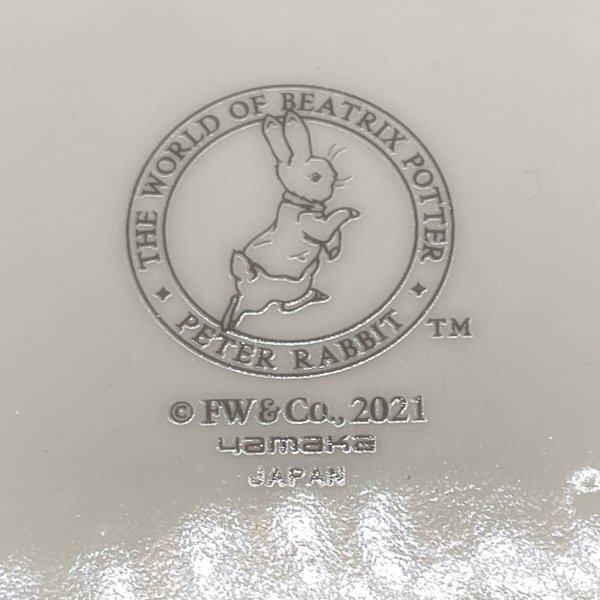 THE WORLD OF BEATRIX POTTER
PETER RABBIT
TM
© FW & Co., 2021
yamaka
JAPAN